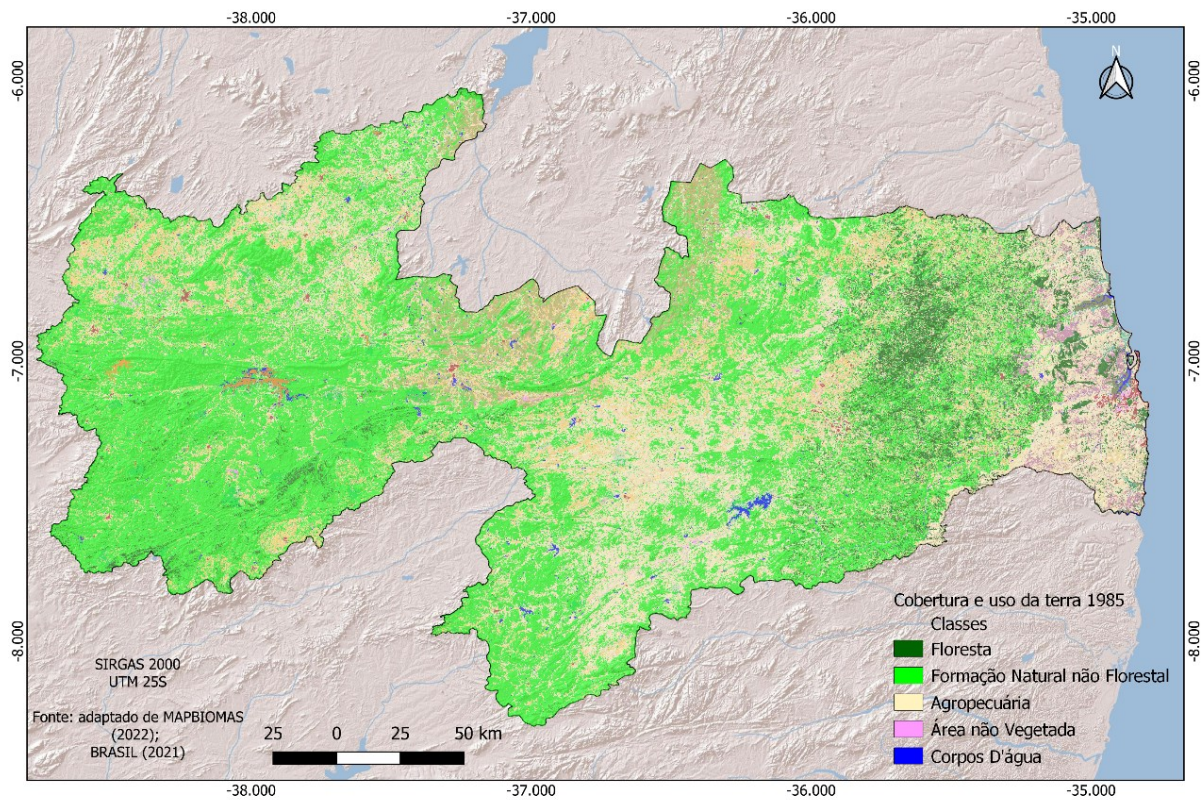 -38.000 -37.000 -36.000 -35.000
N
-6.000 -6.000
-7.000 -7.000
-8.000 -8.000
Cobertura e uso da terra 1985
Classes
Floresta
Formação Natural não Florestal
Agropecuária
Área não Vegetada
Corpos D'água
SIRGAS 2000
UTM 25S
Fonte: adaptado de MAPBIOMAS
(2022);
BRASIL (2021)
25 0 25 50 km
-38.000 -37.000 -36.000 -35.000